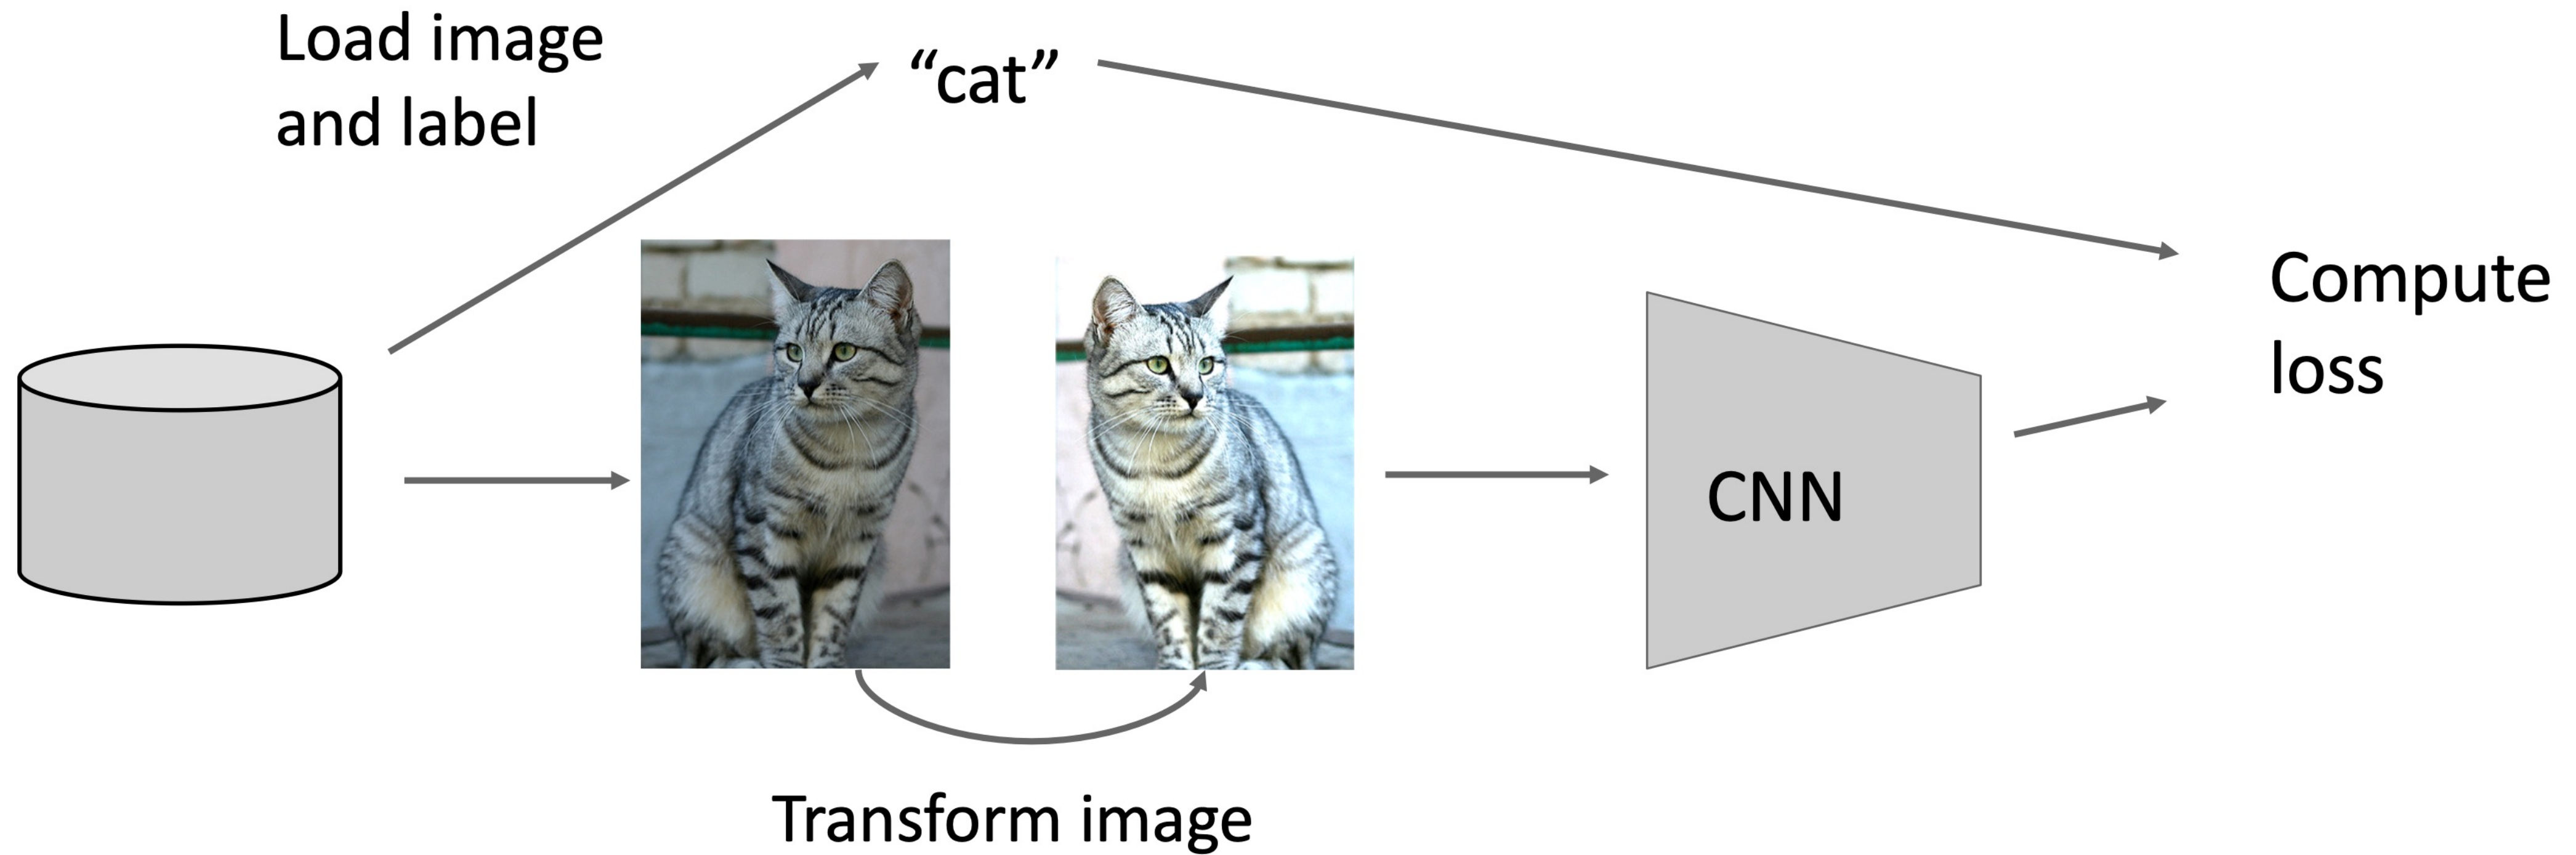 Load image
and label
“cat”
Compute
loss
CNN
Transform image